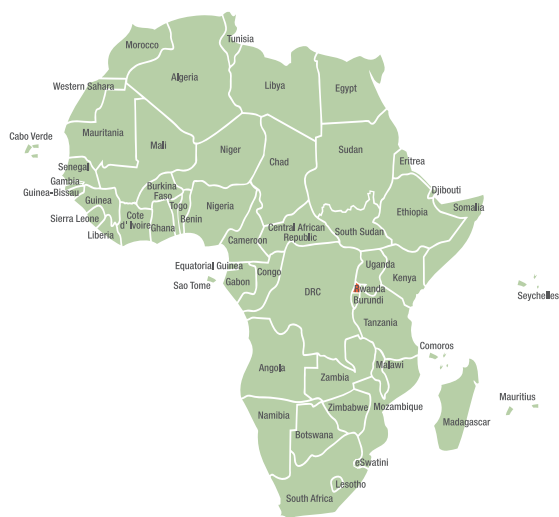 Tunisia
Morocco
Algeria
Libya
Egypt
Western Sahara
Mauritania
Mali
Niger
Chad
Sudan
Eritrea
Cabo Verde
Senegal
Gambia
Guinea-Bissau
Guinea
Sierra Leone
Liberia
Cote
d' Ivoire
Burkina
Faso
Ghana
Togo
Benin
Nigeria
Djibouti
Somalia
Ethiopia
South Sudan
Central African
Republic
Cameroon
Equatorial Guinea
Sao Tome
Gabon
Congo
DRC
Uganda
Kenya
Rwanda
Burundi
Tanzania
Seychelles
Comoros
Malawi
Angola
Zambia
Mozambique
Zimbabwe
Namibia
Botswana
Madagascar
Mauritius
eSwatini
Lesotho
South Africa